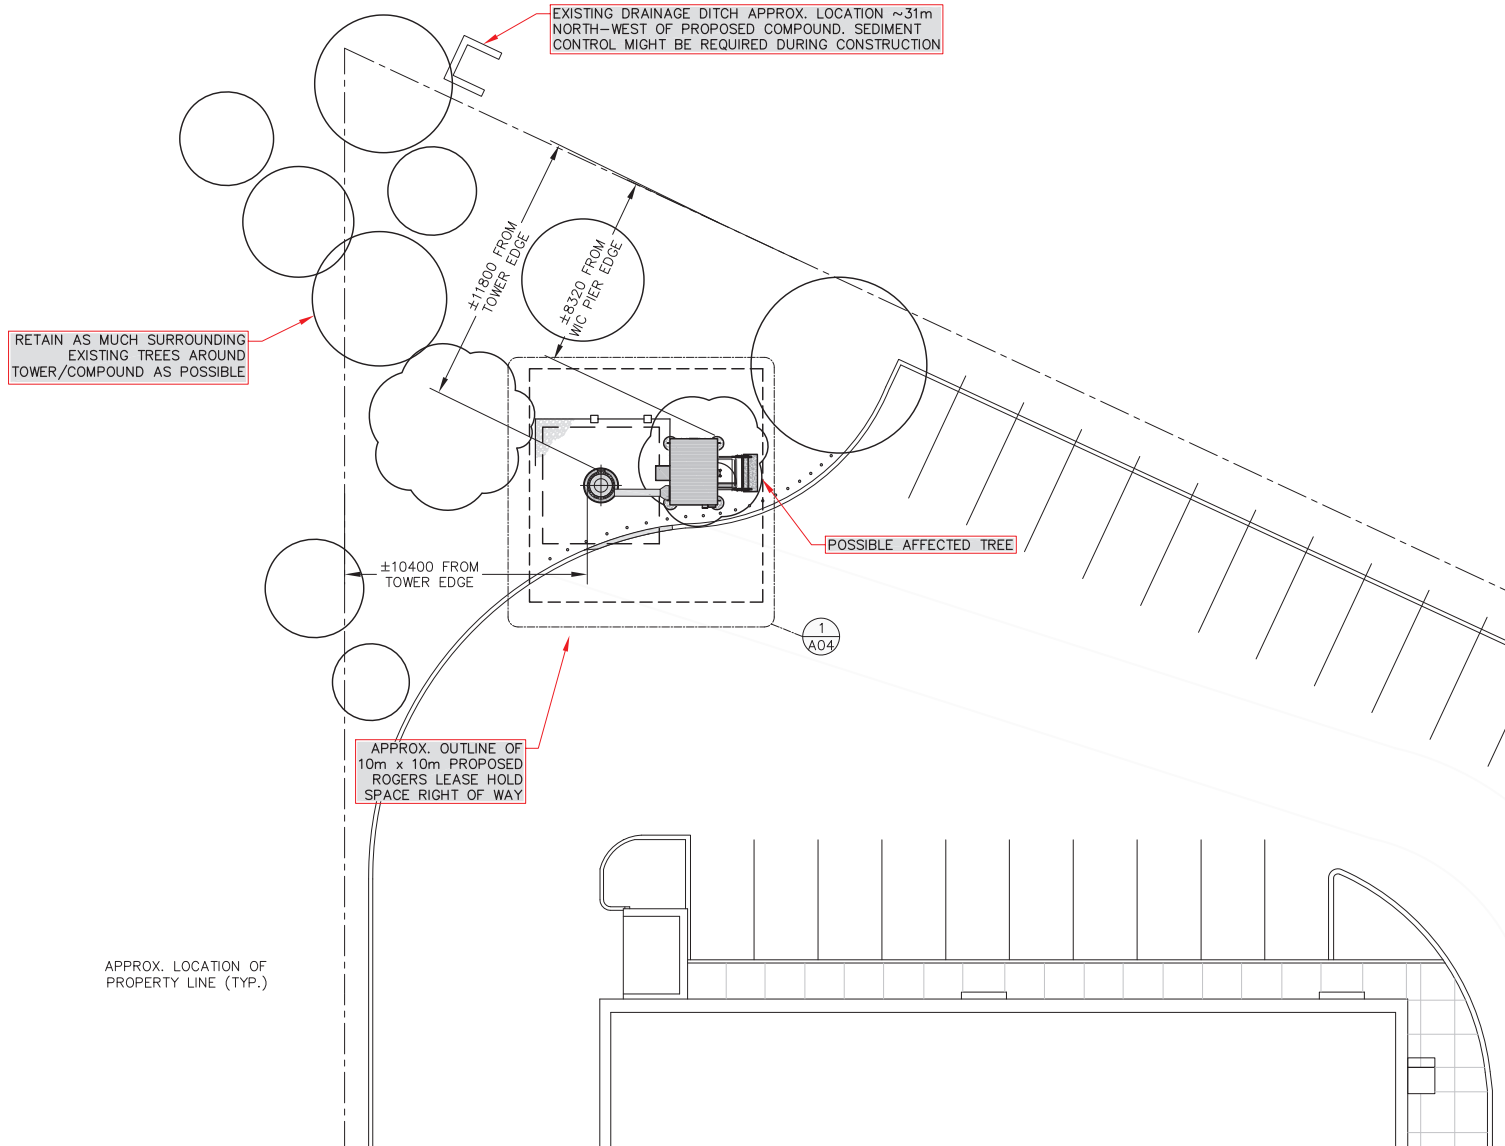 EXISTING DRAINAGE DITCH APPROX. LOCATION ~31m
NORTH-WEST OF PROPOSED COMPOUND. SEDIMENT
CONTROL MIGHT BE REQUIRED DURING CONSTRUCTION
±11800 FROM
TOWER EDGE
±8320 FROM
WIC PIER EDGE
RETAIN AS MUCH SURROUNDING
EXISTING TREES AROUND
TOWER/COMPOUND AS POSSIBLE
POSSIBLE AFFECTED TREE
±10400 FROM
TOWER EDGE
1
A04
APPROX. OUTLINE OF
10m x 10m PROPOSED
ROGERS LEASE HOLD
SPACE RIGHT OF WAY
APPROX. LOCATION OF
PROPERTY LINE (TYP.)